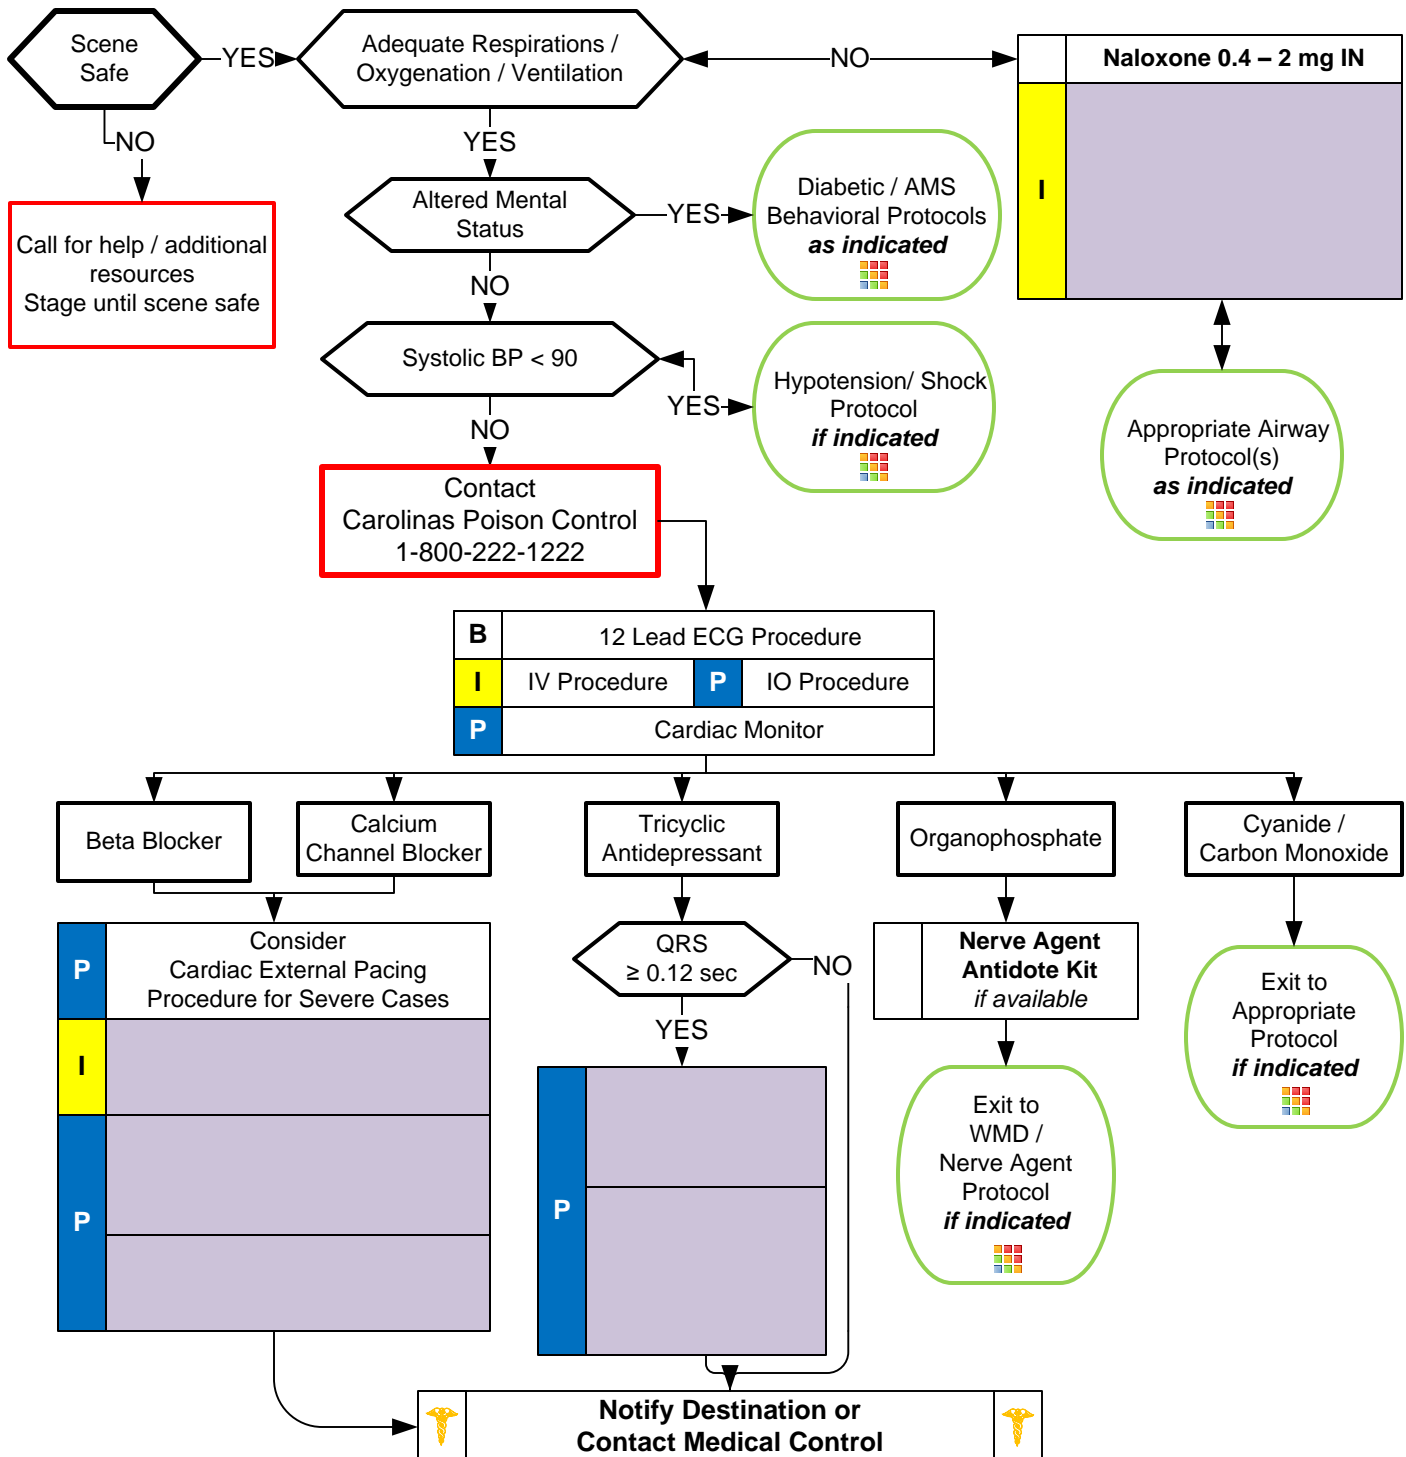 Scene
Safe
YES
Adequate Respirations /
Oxygenation / Ventilation
NO
Naloxone 0.4 – 2 mg IN
I
NO
Call for help / additional
resources
Stage until scene safe
YES
Altered Mental
Status
YES
Diabetic / AMS
Behavioral Protocols
as indicated
NO
Systolic BP < 90
YES
Hypotension/ Shock
Protocol
if indicated
Appropriate Airway
Protocol(s)
as indicated
NO
Contact
Carolinas Poison Control
1-800-222-1222
B
12 Lead ECG Procedure
I
IV Procedure
P
IO Procedure
P
Cardiac Monitor
Beta Blocker
Calcium
Channel Blocker
Tricyclic
Antidepressant
Organophosphate
Cyanide /
Carbon Monoxide
P
Consider
Cardiac External Pacing
Procedure for Severe Cases
I
P
QRS
≥ 0.12 sec
NO
YES
P
Nerve Agent
Antidote Kit
if available
Exit to
WMD /
Nerve Agent
Protocol
if indicated
Exit to
Appropriate
Protocol
if indicated
Notify Destination or
Contact Medical Control